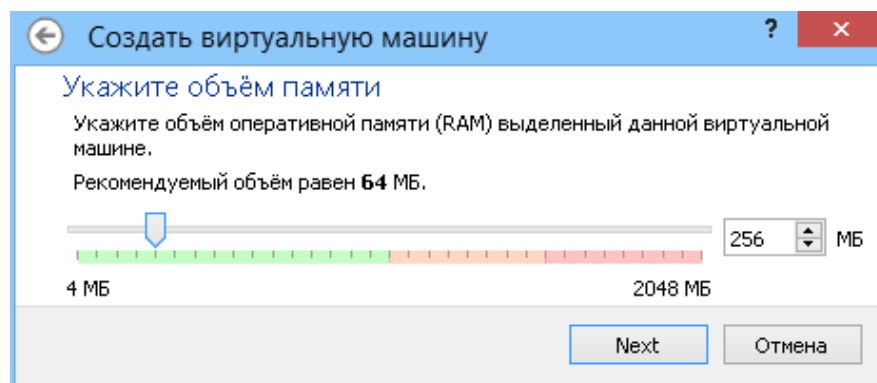 Создать виртуальную машину ? ×
Укажите объём памяти
Укажите объём оперативной памяти (RAM) выделенный данной виртуальной
машине.
Рекомендуемый объём равен 64 МБ.
256 МБ
4 МБ 2048 МБ
Next Отмена